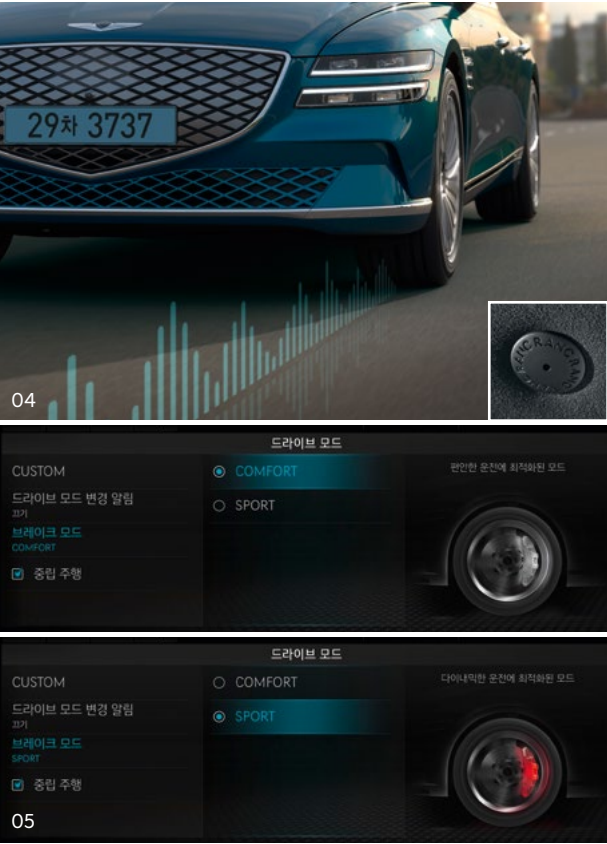 29차 3737
04
드라이브 모드
CUSTOM
드라이브 모드 변경 알림
끄기
브레이크 모드
COMFORT
중립 주행
COMFORT
SPORT
편안한 운전에 최적화된 모드
드라이브 모드
CUSTOM
드라이브 모드 변경 알림
끄기
브레이크 모드
SPORT
중립 주행
COMFORT
SPORT
다이내믹한 운전에 최적화된 모드
05